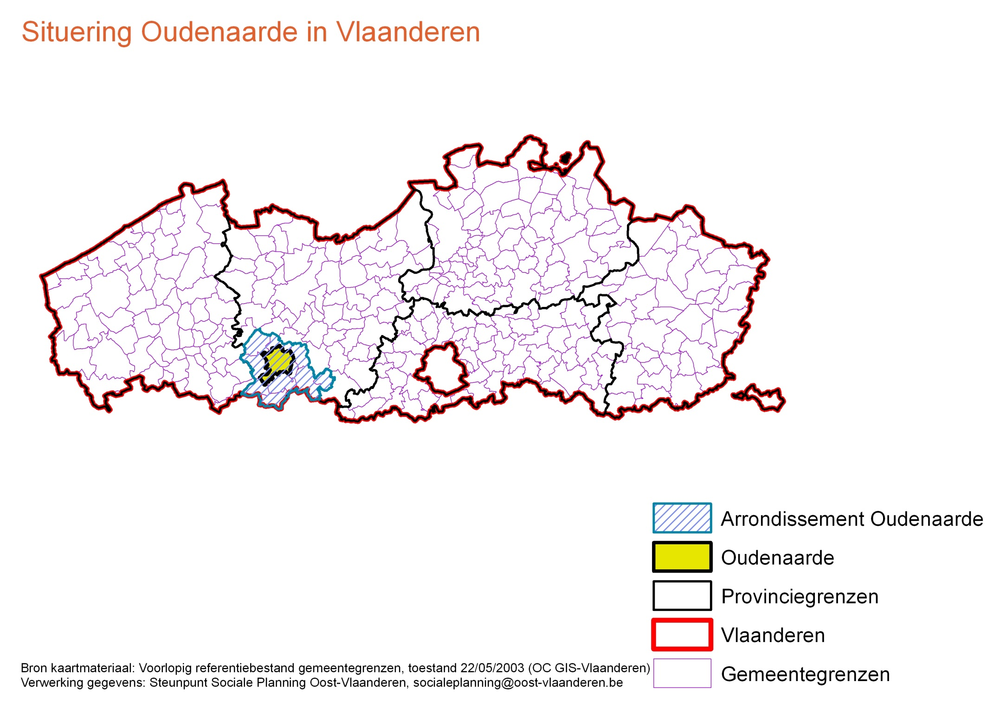 Situering Oudenaarde in Vlaanderen
Arrondissement Oudenaarde
Oudenaarde
Provinciegrenzen
Vlaanderen
Gemeentegrenzen
Bron kaartmateriaal: Voorlopig referentiebestand gemeentegrenzen, toestand 22/05/2003 (OC GIS-Vlaanderen)
Verwerking gegevens: Steunpunt Sociale Planning Oost-Vlaanderen, socialeplanning@oost-vlaanderen.be